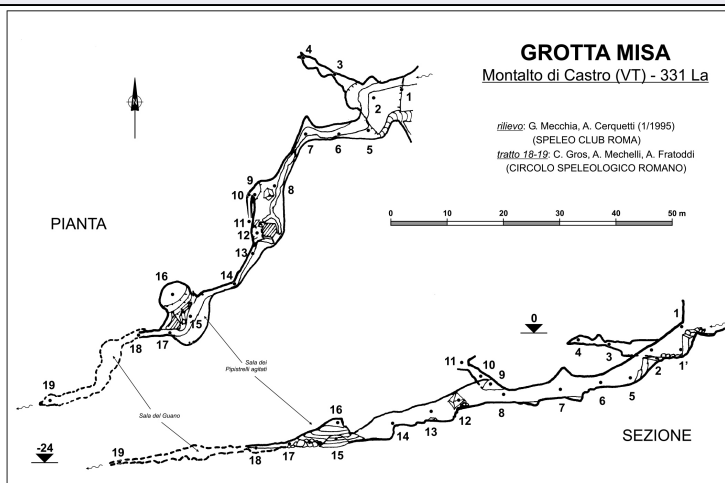 GROTTA MISA
Montalto di Castro (VT) - 331 La
rilievo: G. Mecchia, A. Cerquetti (1/1995)
(SPELEO CLUB ROMA)
tratto 18-19: C. Gros, A. Mechelli, A. Fratoddi
(CIRCOLO SPELEOLOGICO ROMANO)
0 10 20 30 40 50 m
PIANTA
4
3
1
2
7 6 5
9
8
10
11
12
13
14
16
15
17
18
19
Sala dei
Pipistrelli agitati
Sala del Guano
SEZIONE
0
1
4 3 2 1'
11
10
9
8 7 6 5
16
14 13 12
19 18 17 15
-24